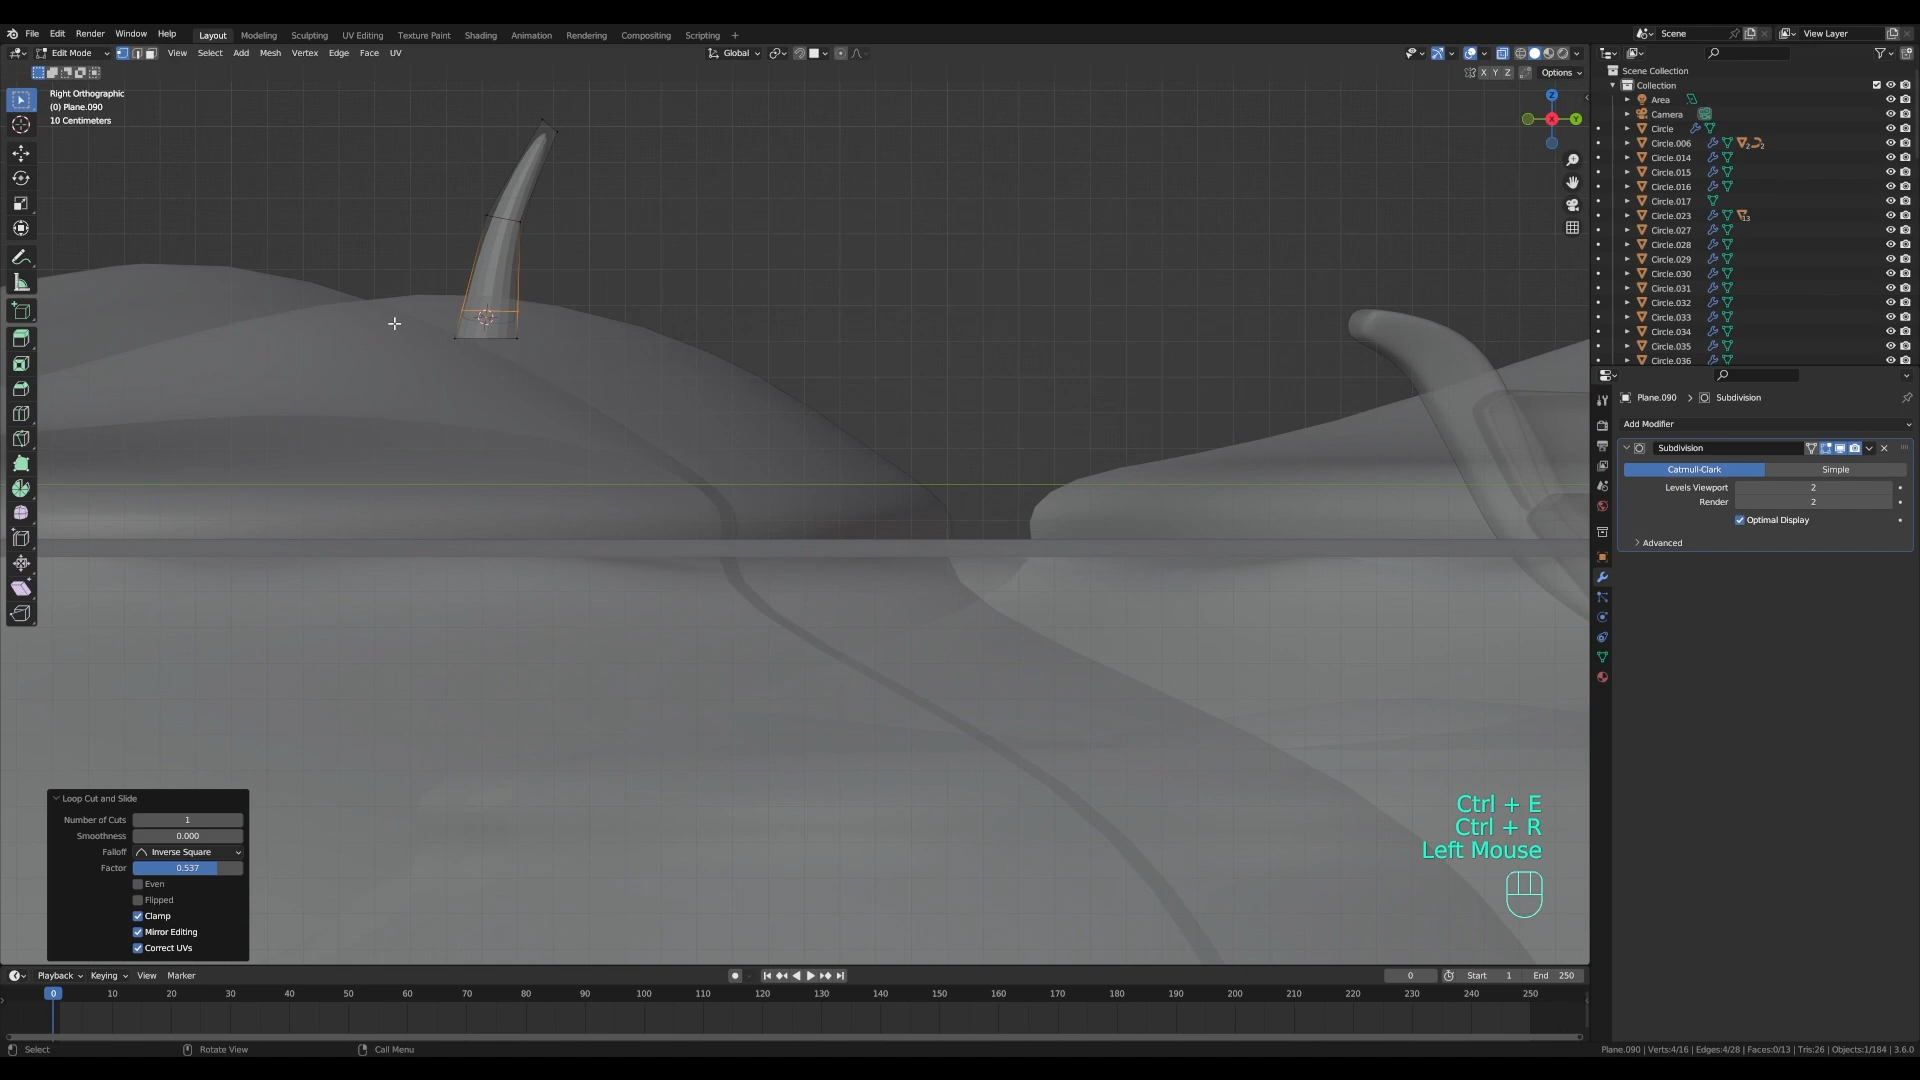 File Edit Render Window Help Layout Modeling Sculpting UV Editing Texture Paint Shading Animation Rendering Compositing Scripting + Scene View Layer
Edit Mode View Select Add Mesh Vertex Edge Face UV Global
X Y Z Options
Right Orthographic
(0) Plane.090
10 Centimeters
Z
X
Y
Scene Collection
Collection
Area
Camera
Circle
Circle.006 2 2
Circle.014
Circle.015
Circle.016
Circle.017
Circle.023 13
Circle.027
Circle.028
Circle.029
Circle.030
Circle.031
Circle.032
Circle.033
Circle.034
Circle.035
Circle.036
Plane.090 Subdivision
Add Modifier
Subdivision
Catmull-Clark Simple
Levels Viewport 2
Render 2
Optimal Display
Advanced
Loop Cut and Slide
Number of Cuts 1
Smoothness 0.000
Falloff Inverse Square
Factor 0.537
Even
Flipped
Clamp
Mirror Editing
Correct UVs
Ctrl + E
Ctrl + R
Left Mouse
Playback Keying View Marker 0 Start 1 End 250
0 10 20 30 40 50 60 70 80 90 100 110 120 130 140 150 160 170 180 190 200 210 220 230 240 250
Select Rotate View Call Menu Plane.090 | Verts:4/16 | Edges:4/28 | Faces:0/13 | Tris:26 | Objects:1/184 | 3.6.0